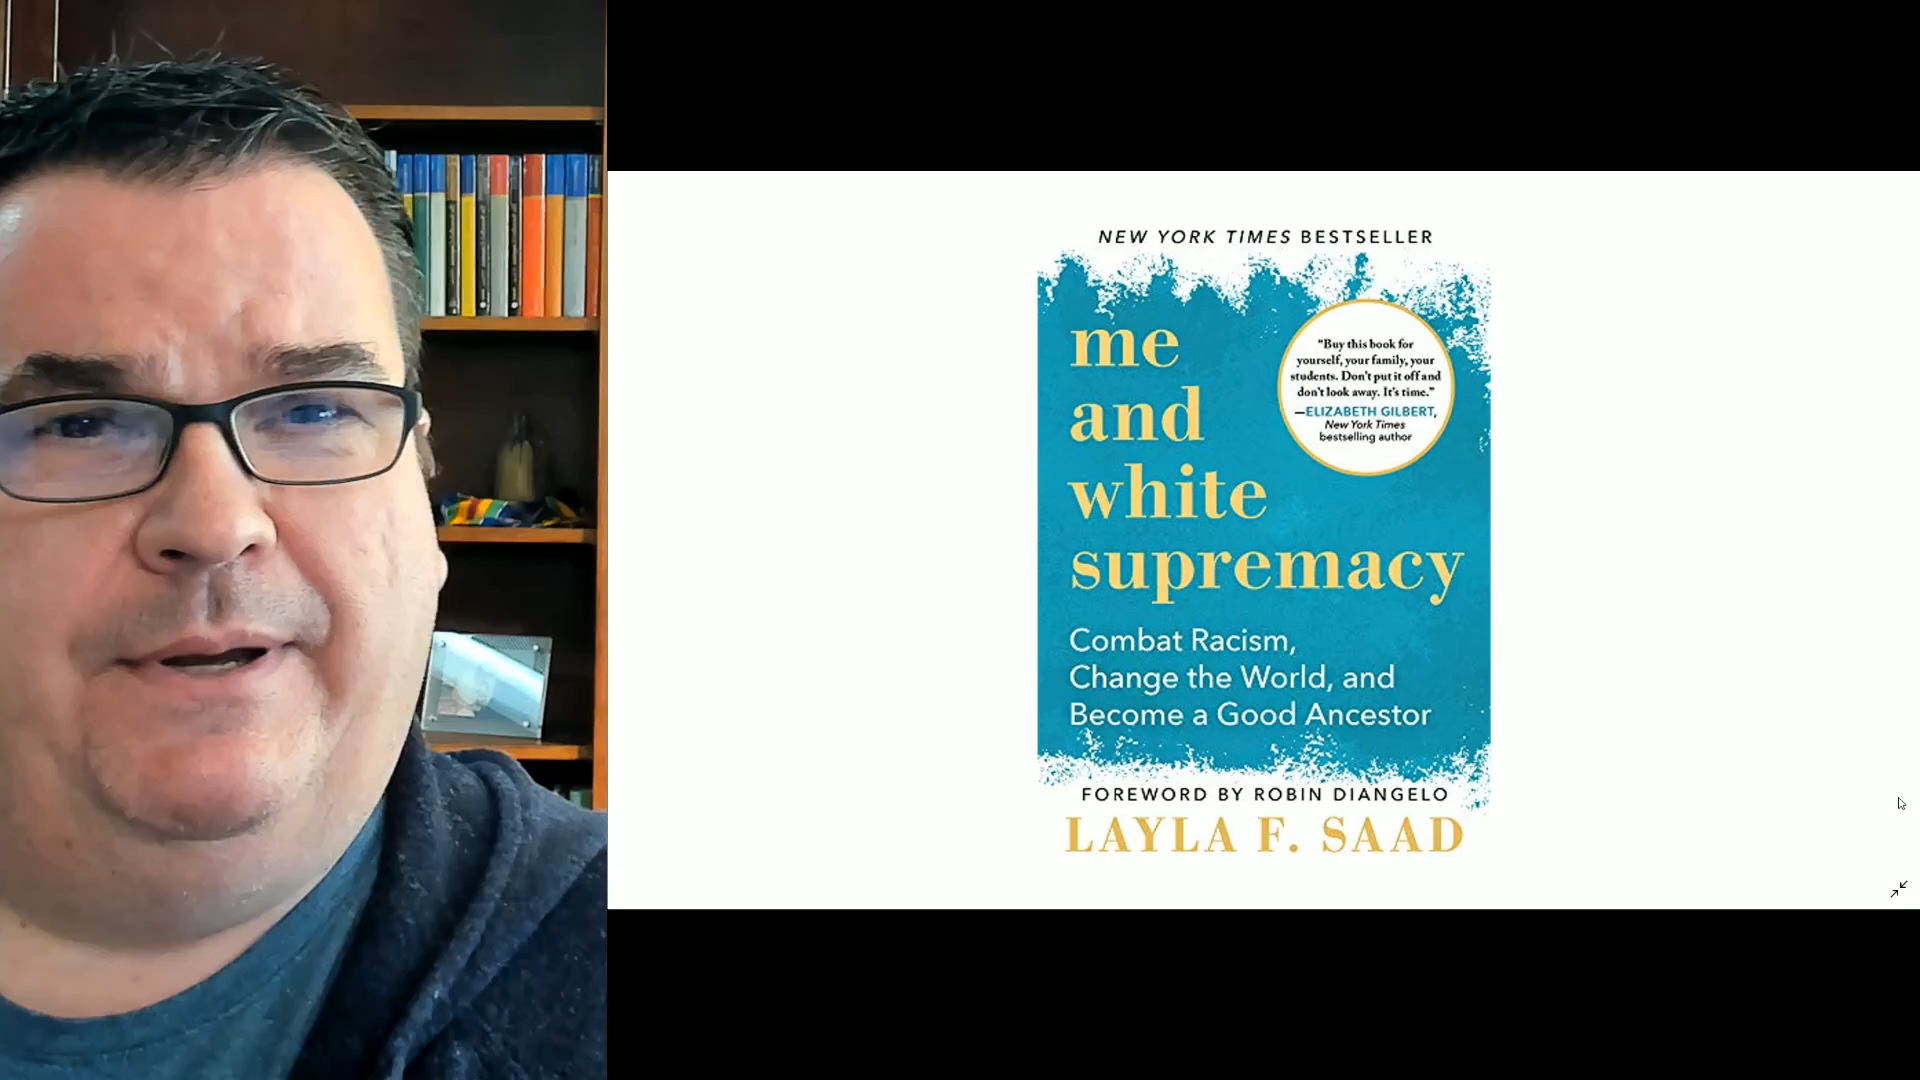 NEW YORK TIMES BESTSELLER
me
and
white
supremacy
“Buy this book for
yourself, your family, your
students. Don’t put it off and
don’t look away. It’s time.”
—ELIZABETH GILBERT,
New York Times
bestselling author
Combat Racism,
Change the World, and
Become a Good Ancestor
FOREWORD BY ROBIN DIANGELO
LAYLA F. SAAD